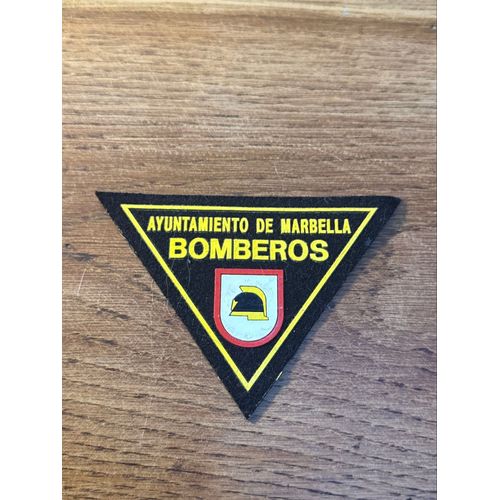 AYUNTAMIENTO DE MARBELLA
BOMBEROS